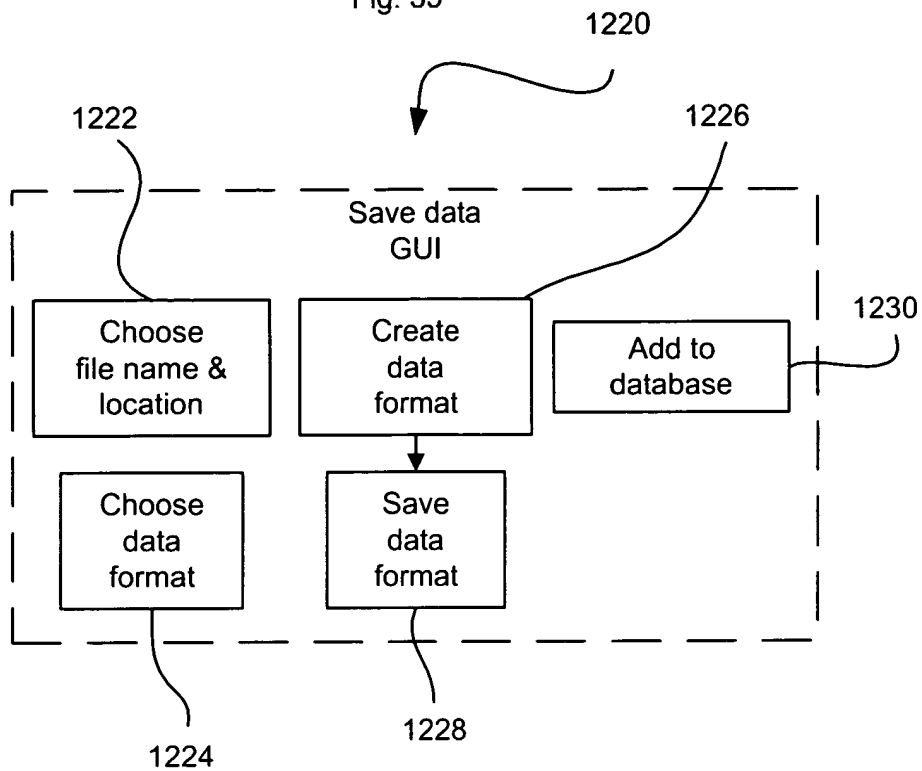 1220
1222
1226
Save data
GUI
Choose
file name &
location
Create
data
format
Add to
database
1230
Choose
data
format
Save
data
format
1224
1228